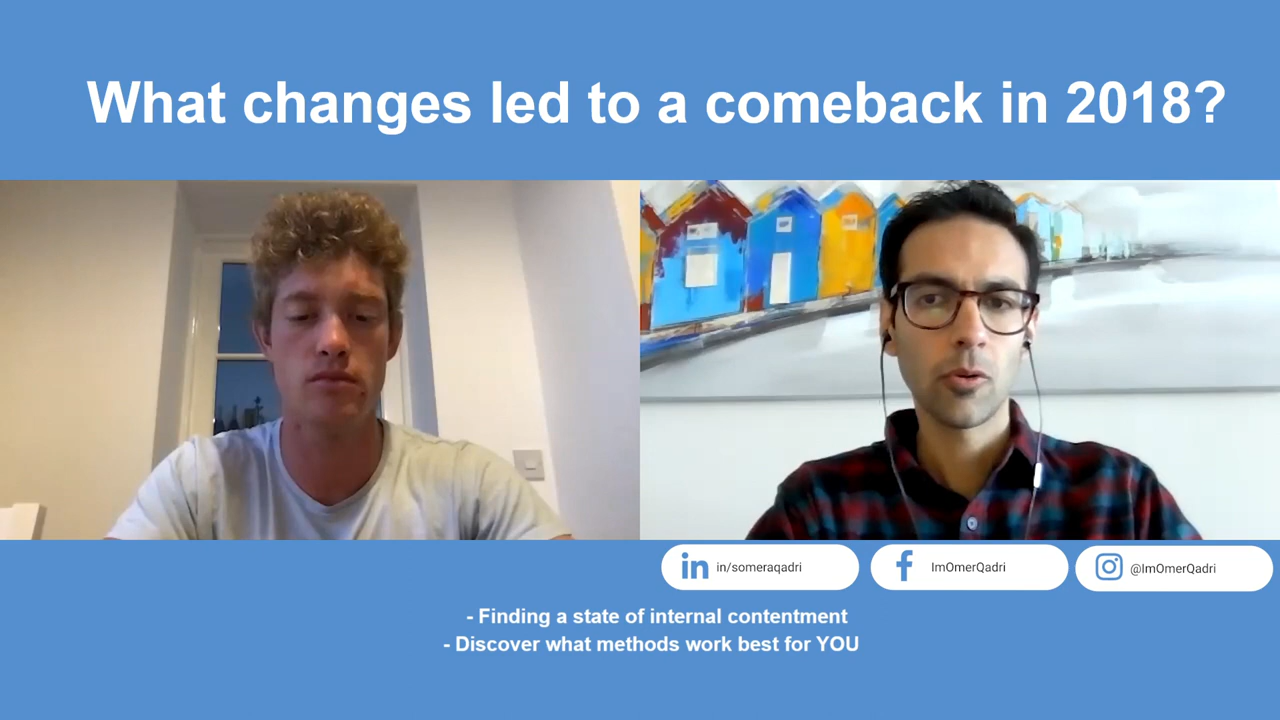 What changes led to a comeback in 2018?
in/someraqadri
ImOmerQadri
@ImOmerQadri
- Finding a state of internal contentment
- Discover what methods work best for YOU